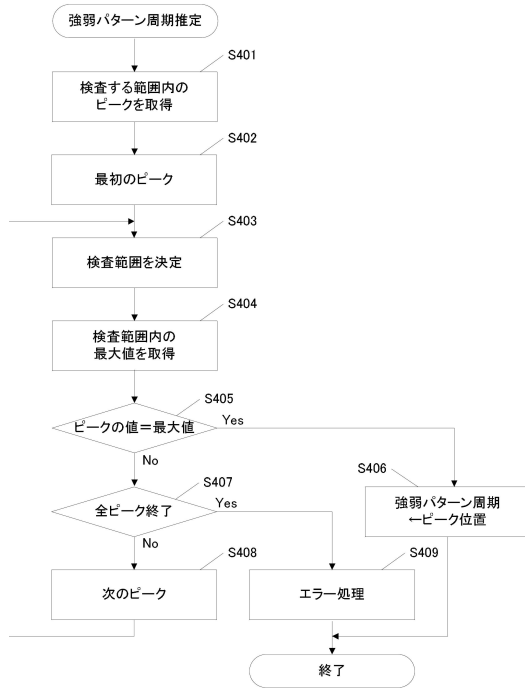 強弱パターン周期推定
S401
検査する範囲内の
ピークを取得
S402
最初のピーク
S403
検査範囲を決定
S404
検査範囲内の
最大値を取得
S405
ピークの値＝最大値
Yes
No
S406
強弱パターン周期
←ピーク位置
S407
全ピーク終了
Yes
No
S408
次のピーク
S409
エラー処理
終了